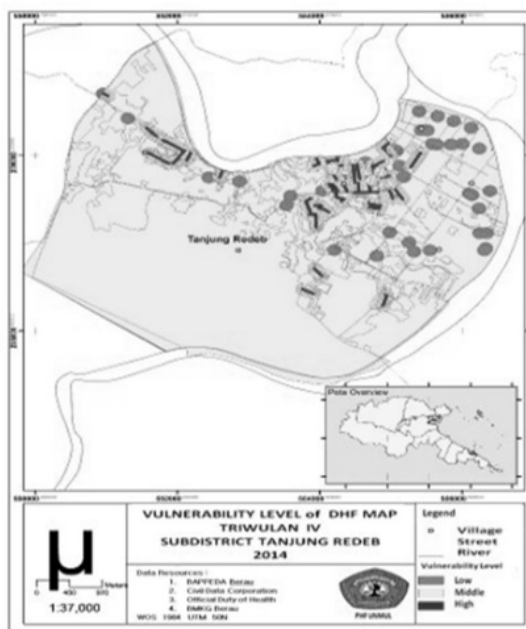 Tanjung Redeb
Peta Overview
VULNERABILITY LEVEL of DHF MAP
TRIWULAN IV
SUBDISTRICT TANJUNG REDEB
2014
Data Resources :
1. BAPPEDA Berau
2. Civil Data Corporation
3. Official Duty of Health
4. BMKG Berau
WGS 1984 UTM 50N
µ
Meters
1:37,000
Legend
Village
Street
River
Vulnerability Level
Low
Middle
High